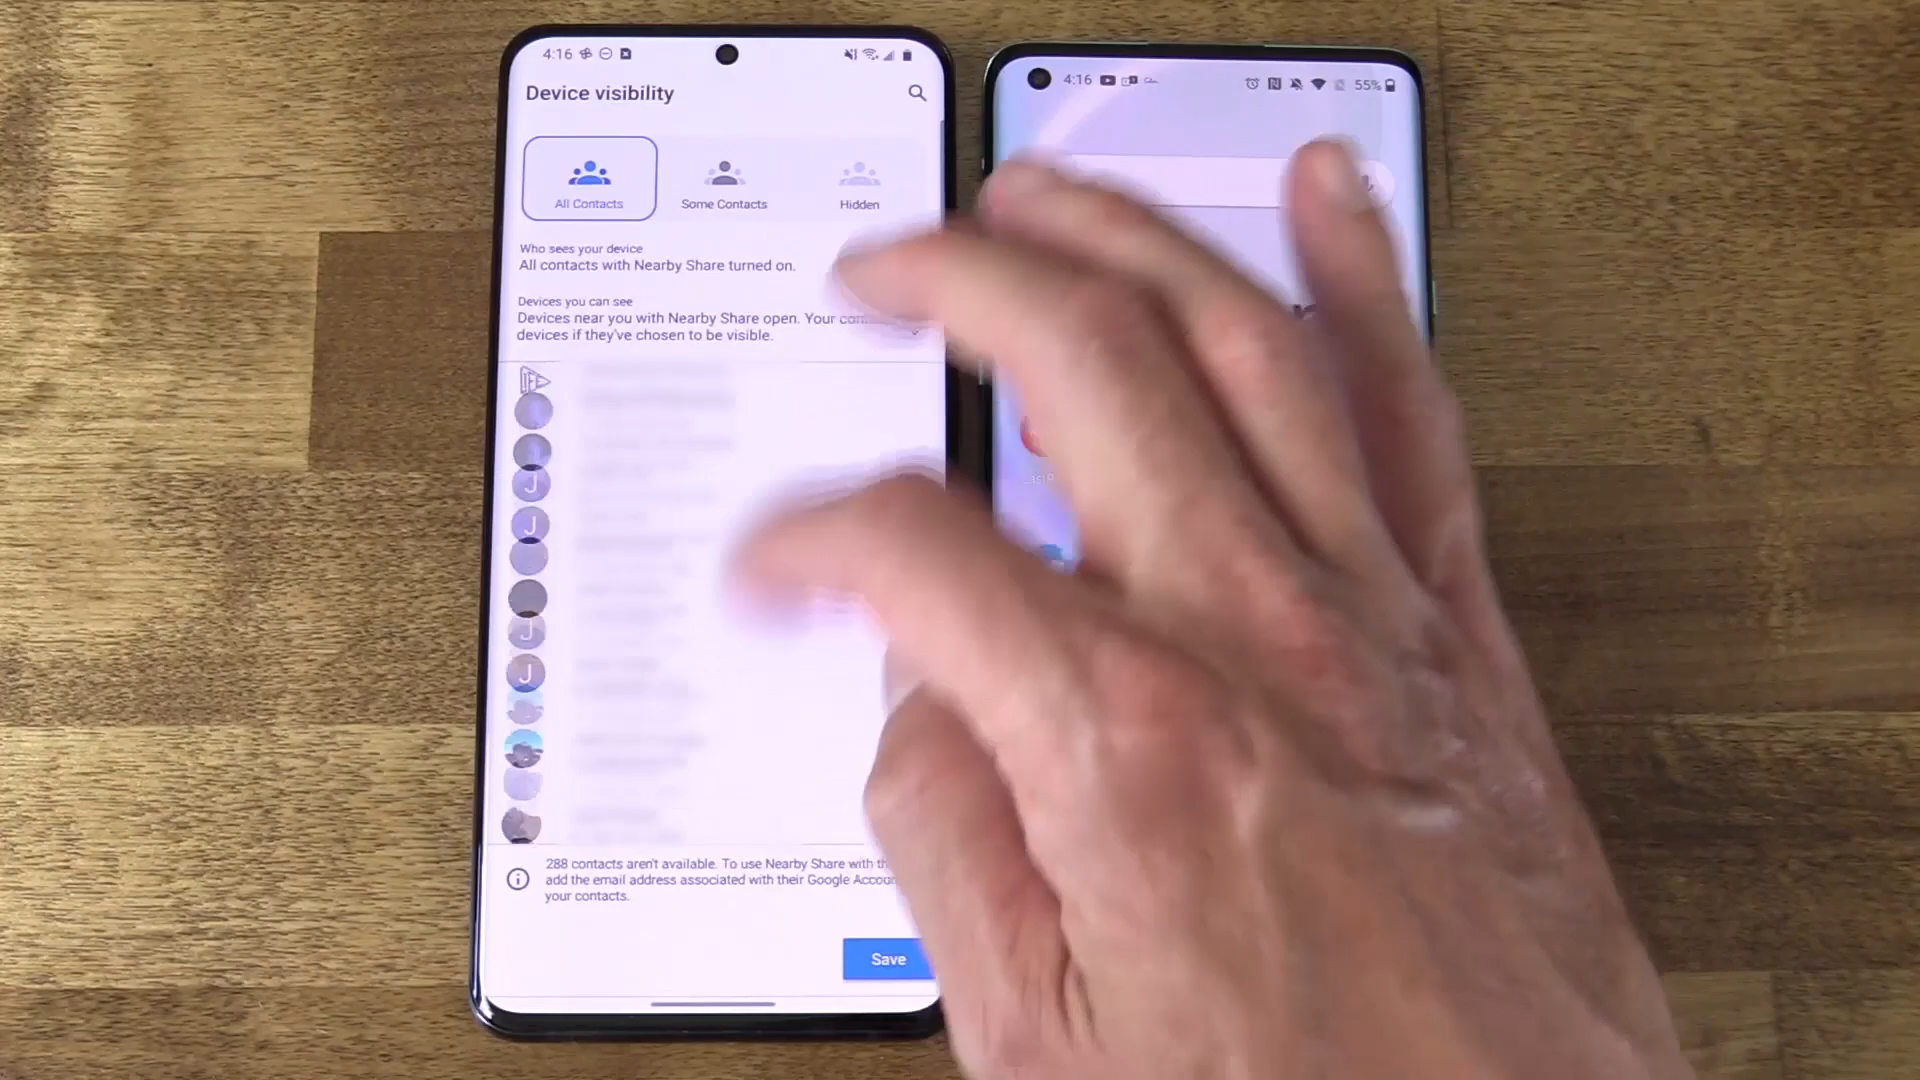 4:16
Device visibility
All Contacts
Some Contacts
Hidden
Who sees your device
All contacts with Nearby Share turned on.
Devices you can see
Devices near you with Nearby Share open. Your
devices if they've chosen to be visible.
J
J
J
J
288 contacts aren't available. To use Nearby Share with
add the email address associated with their Google
your contacts.
Save
4:16
55%